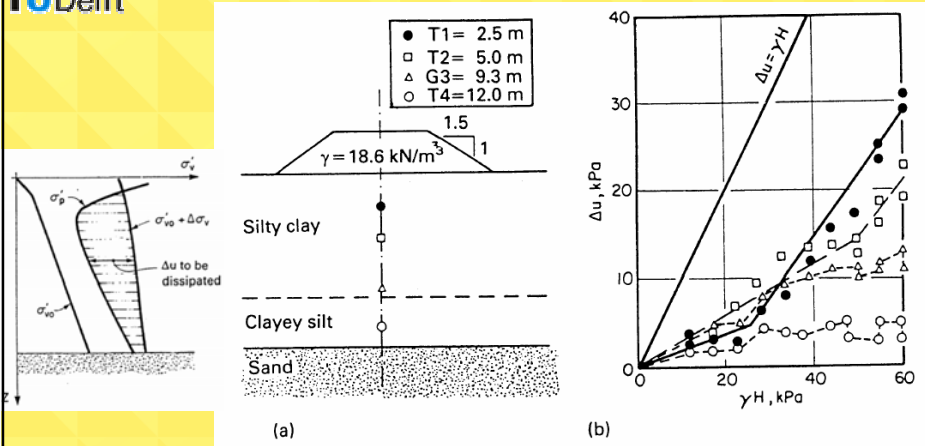 TUDelft
σ'v
σ'p
σ'vo + Δσv
Δu to be
dissipated
σ'vo
z
● T1= 2.5 m
□ T2= 5.0 m
△ G3= 9.3 m
○ T4=12.0 m
1.5
1
γ=18.6 kN/m³
Silty clay
Clayey silt
Sand
(a)
40
30
20
10
0
Δu, kPa
Δu=γH
0
20
40
60
γH, kPa
(b)